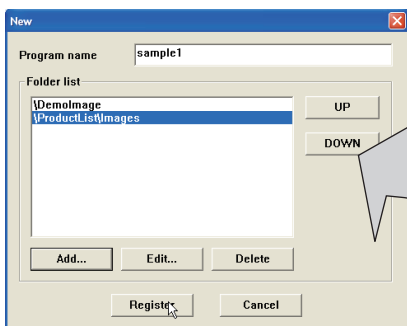 New
Program name sample1
Folder list
\DemoImage
\ProductList\Images
UP
DOWN
Add... Edit... Delete
Register Cancel